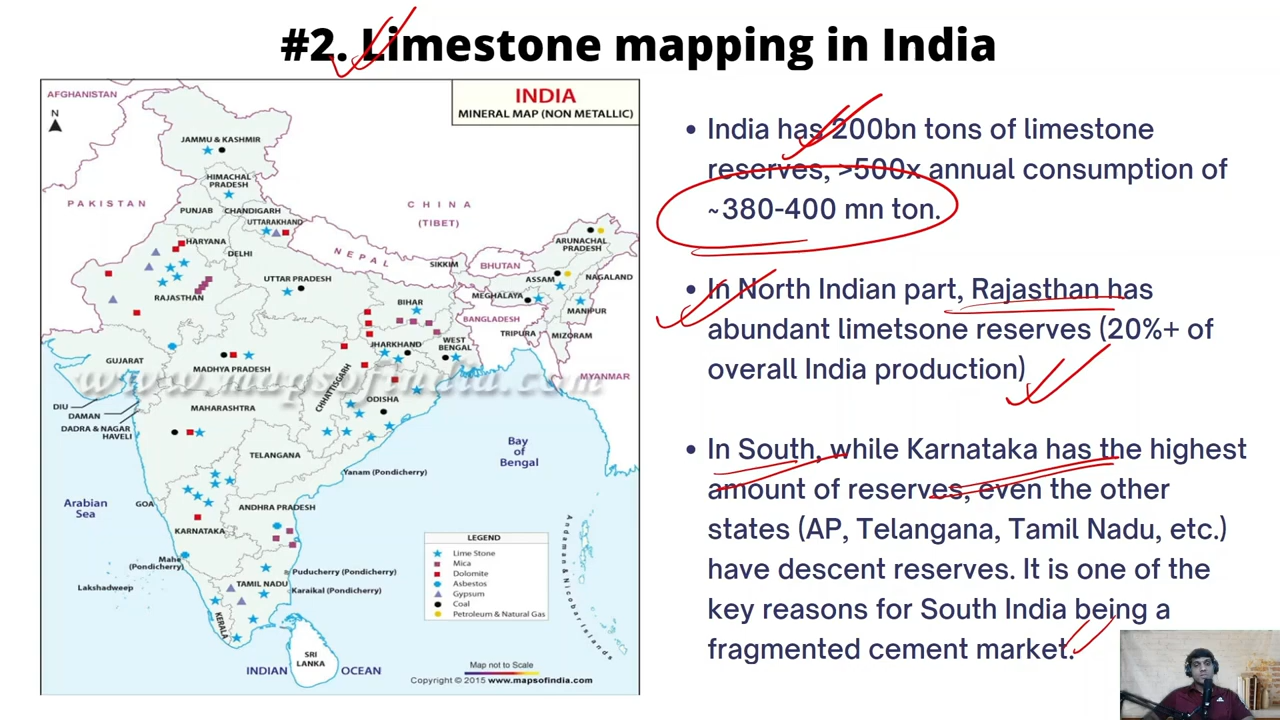 #2. Limestone mapping in India
AFGHANISTAN
INDIA
MINERAL MAP (NON METALLIC)
N
JAMMU & KASHMIR
HIMACHAL
PRADESH
PAKISTAN
PUNJAB
CHANDIGARH
UTTARAKHAND
CHINA
(TIBET)
HARYANA
DELHI
NEPAL
SIKKIM
BHUTAN
ARUNACHAL
PRADESH
RAJASTHAN
UTTAR PRADESH
ASSAM
NAGALAND
MEGHALAYA
BIHAR
MANIPUR
BANGLADESH
TRIPURA
MIZORAM
JHARKHAND
WEST
BENGAL
GUJARAT
MADHYA PRADESH
MYANMAR
www.mapsofindia.com
CHHATTISGARH
DIU
DAMAN
DADRA & NAGAR
HAVELI
MAHARASHTRA
ODISHA
TELANGANA
Bay
of
Bengal
Yanam (Pondicherry)
Arabian
Sea
GOA
ANDHRA PRADESH
KARNATAKA
Andaman & Nicobar Islands
Mahe
(Pondicherry)
Lakshadweep
Puducherry (Pondicherry)
TAMIL NADU
Karaikal (Pondicherry)
KERALA
SRI
LANKA
INDIAN
OCEAN
LEGEND
Lime Stone
Mica
Dolomite
Asbestos
Gypsum
Coal
Petroleum & Natural Gas
Map not to Scale
Copyright © 2015 www.mapsofindia.com
• India has 200bn tons of limestone
reserves, >500x annual consumption of
~380-400 mn ton.
• In North Indian part, Rajasthan has
abundant limetsone reserves (20%+ of
overall India production)
• In South, while Karnataka has the highest
amount of reserves, even the other
states (AP, Telangana, Tamil Nadu, etc.)
have descent reserves. It is one of the
key reasons for South India being a
fragmented cement market.